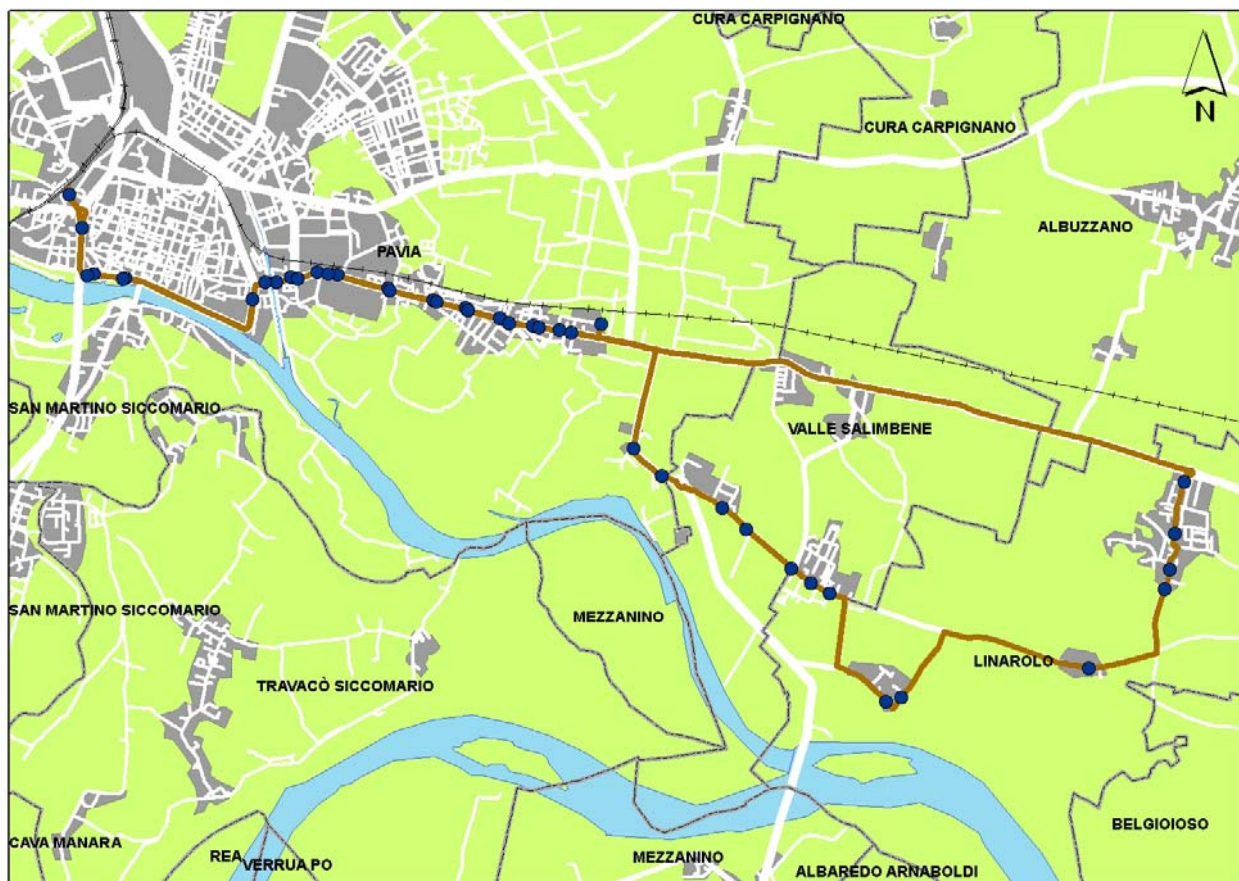 CURA CARPIGNANO
N
CURA CARPIGNANO
ALBUZZANO
PAVIA
SAN MARTINO SICCOMARIO
VALLE SALIMBENE
SAN MARTINO SICCOMARIO
MEZZANINO
LINAROLO
TRAVACÒ SICCOMARIO
BELGIOIOSO
CAVA MANARA
REA
VERRUA PO
MEZZANINO
ALBAREDO ARNABOLDI